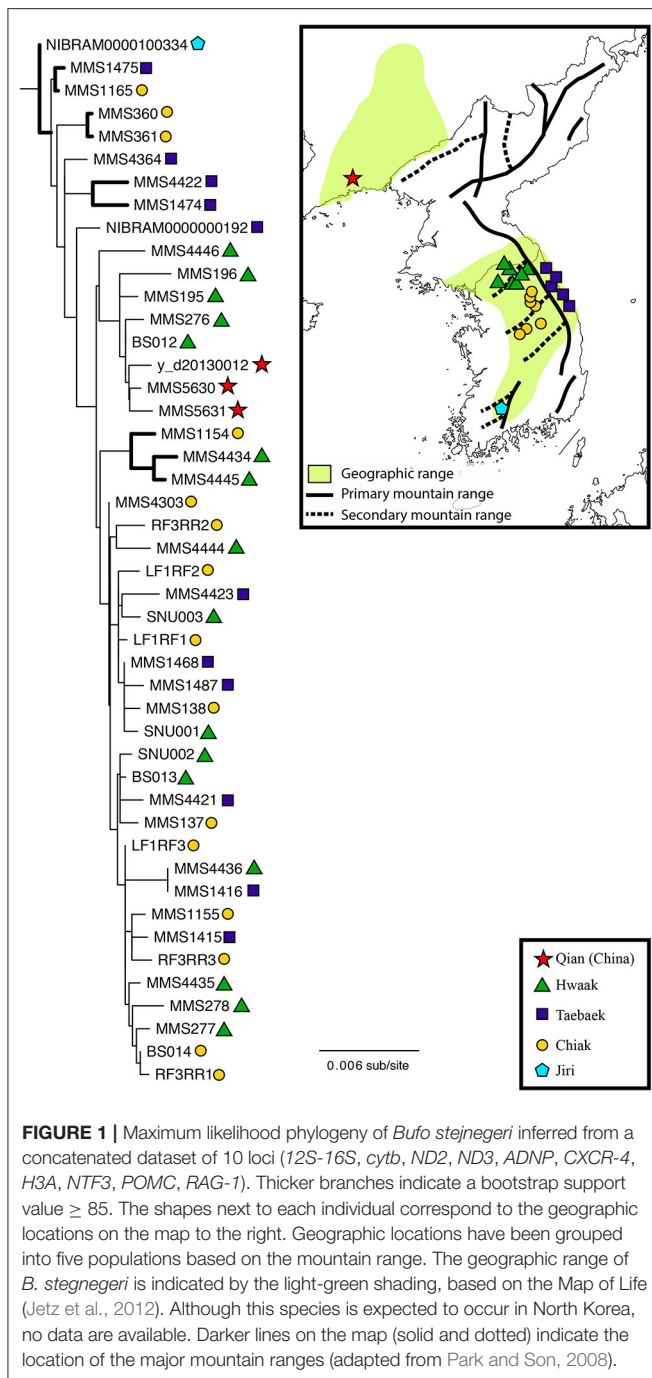 NIBRAM0000100334
MMS1475
MMS1165
MMS360
MMS361
MMS4364
MMS4422
MMS1474
NIBRAM0000000192
MMS4446
MMS196
MMS195
MMS276
BS012
y_d20130012
MMS5630
MMS5631
MMS1154
MMS4434
MMS4445
MMS4303
RF3RR2
MMS4444
LF1RF2
MMS4423
SNU003
LF1RF1
MMS1468
MMS1487
MMS138
SNU001
SNU002
BS013
MMS4421
MMS137
LF1RF3
MMS4436
MMS1416
MMS1155
MMS1415
RF3RR3
MMS4435
MMS278
MMS277
BS014
RF3RR1
0.006 sub/site
Geographic range
Primary mountain range
Secondary mountain range
Qian (China)
Hwaak
Taebaek
Chiak
Jiri
FIGURE 1 | Maximum likelihood phylogeny of Bufo stejnegeri inferred from a
concatenated dataset of 10 loci (12S-16S, cytb, ND2, ND3, ADNP, CXCR-4,
H3A, NTF3, POMC, RAG-1). Thicker branches indicate a bootstrap support
value ≥ 85. The shapes next to each individual correspond to the geographic
locations on the map to the right. Geographic locations have been grouped
into five populations based on the mountain range. The geographic range of
B. stegnegeri is indicated by the light-green shading, based on the Map of Life
(Jetz et al., 2012). Although this species is expected to occur in North Korea,
no data are available. Darker lines on the map (solid and dotted) indicate the
location of the major mountain ranges (adapted from Park and Son, 2008).